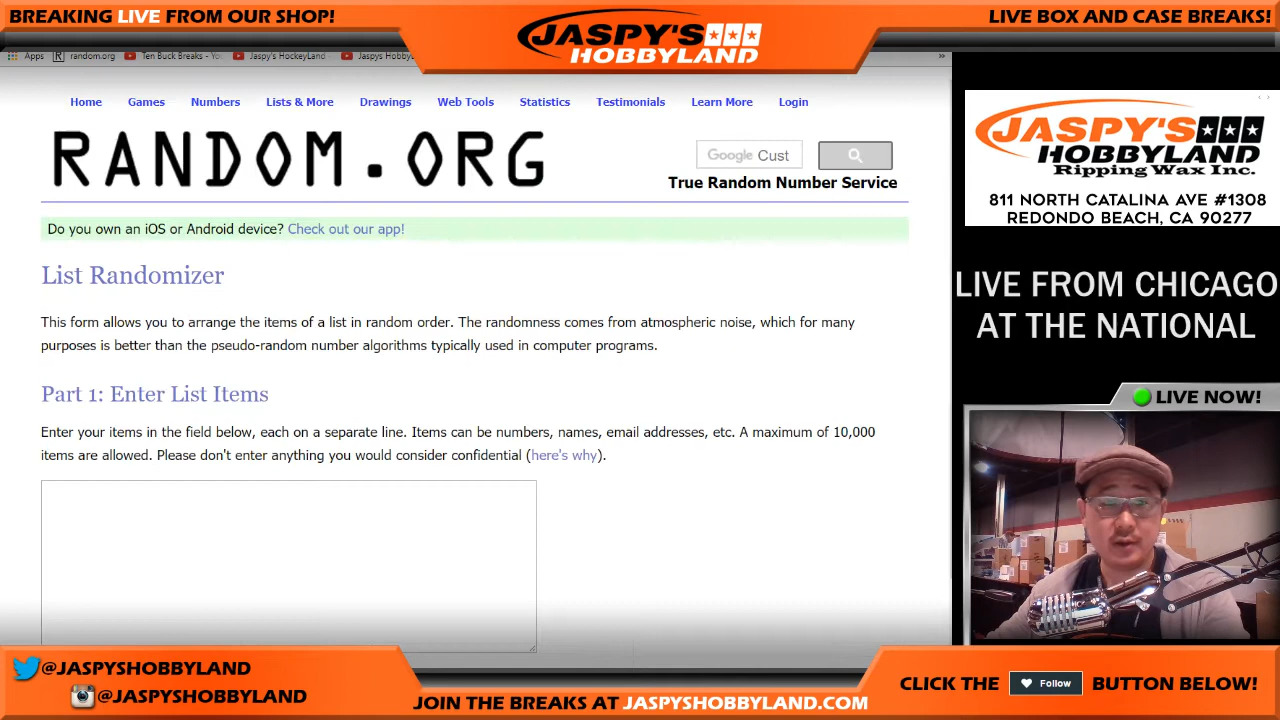 BREAKING LIVE FROM OUR SHOP!
JASPY'S
HOBBYLAND
LIVE BOX AND CASE BREAKS!
Apps random.org Ten Buck Breaks - Yo Jaspy's HockeyLand Jaspys Hobby »
Home Games Numbers Lists & More Drawings Web Tools Statistics Testimonials Learn More Login
RANDOM.ORG
Google Cust
True Random Number Service
Do you own an iOS or Android device? Check out our app!
List Randomizer
This form allows you to arrange the items of a list in random order. The randomness comes from atmospheric noise, which for many
purposes is better than the pseudo-random number algorithms typically used in computer programs.
Part 1: Enter List Items
Enter your items in the field below, each on a separate line. Items can be numbers, names, email addresses, etc. A maximum of 10,000
items are allowed. Please don't enter anything you would consider confidential (here's why).
JASPY'S
HOBBYLAND
Ripping Wax Inc.
811 NORTH CATALINA AVE #1308
REDONDO BEACH, CA 90277
LIVE FROM CHICAGO
AT THE NATIONAL
LIVE NOW!
@JASPYSHOBBYLAND
@JASPYSHOBBYLAND
JOIN THE BREAKS AT JASPYSHOBBYLAND.COM
CLICK THE Follow BUTTON BELOW!